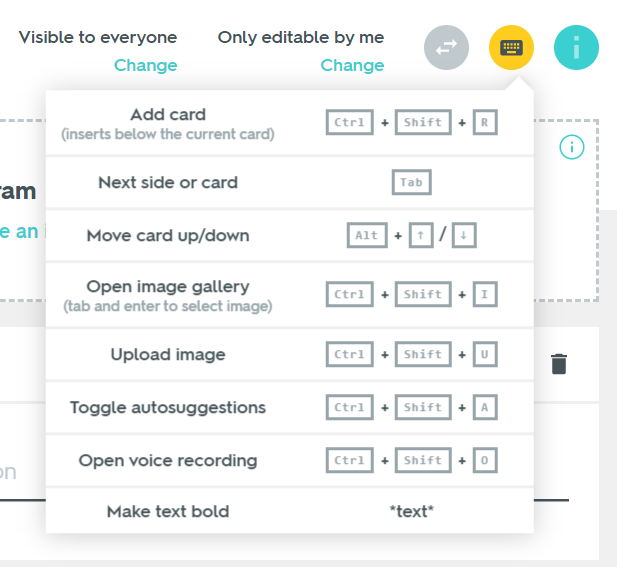 Visible to everyone
Only editable by me
Change
Change
Add card
(inserts below the current card)
Ctrl + Shift + R
Next side or card
Tab
Move card up/down
Alt + ↑ / ↓
Open image gallery
(tab and enter to select image)
Ctrl + Shift + I
Upload image
Ctrl + Shift + U
Toggle autosuggestions
Ctrl + Shift + A
Open voice recording
Ctrl + Shift + O
Make text bold
*text*
ram
e an i
on